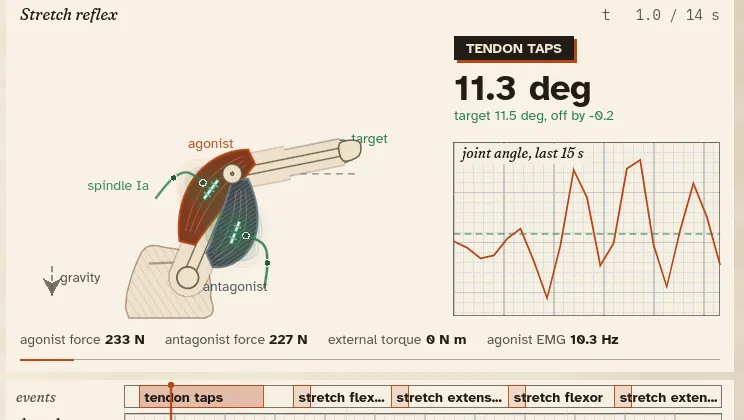 Stretch reflex
t 1.0 / 14 s
TENDON TAPS
11.3 deg
target 11.5 deg, off by -0.2
joint angle, last 15 s
agonist
target
spindle Ia
gravity
antagonist
agonist force 233 N antagonist force 227 N external torque 0 N m agonist EMG 10.3 Hz
events
tendon taps
stretch flex...
stretch extens...
stretch flexor
stretch exten...